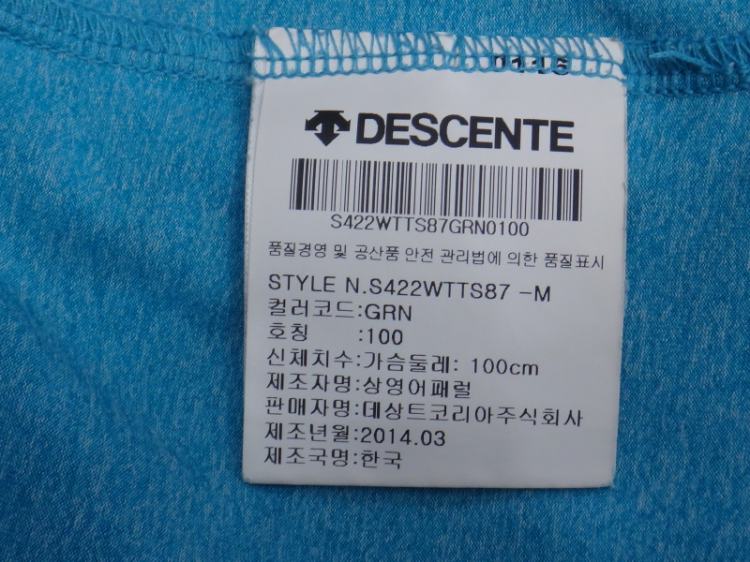 DESCENTE
S422WTTS87GRN0100
품질경영 및 공산품 안전 관리법에 의한 품질표시
STYLE N.S422WTTS87 -M
컬러코드:GRN
호칭 :100
신체치수:가슴둘레: 100cm
제조자명:상영어패럴
판매자명:데상트코리아주식회사
제조년월:2014.03
제조국명:한국